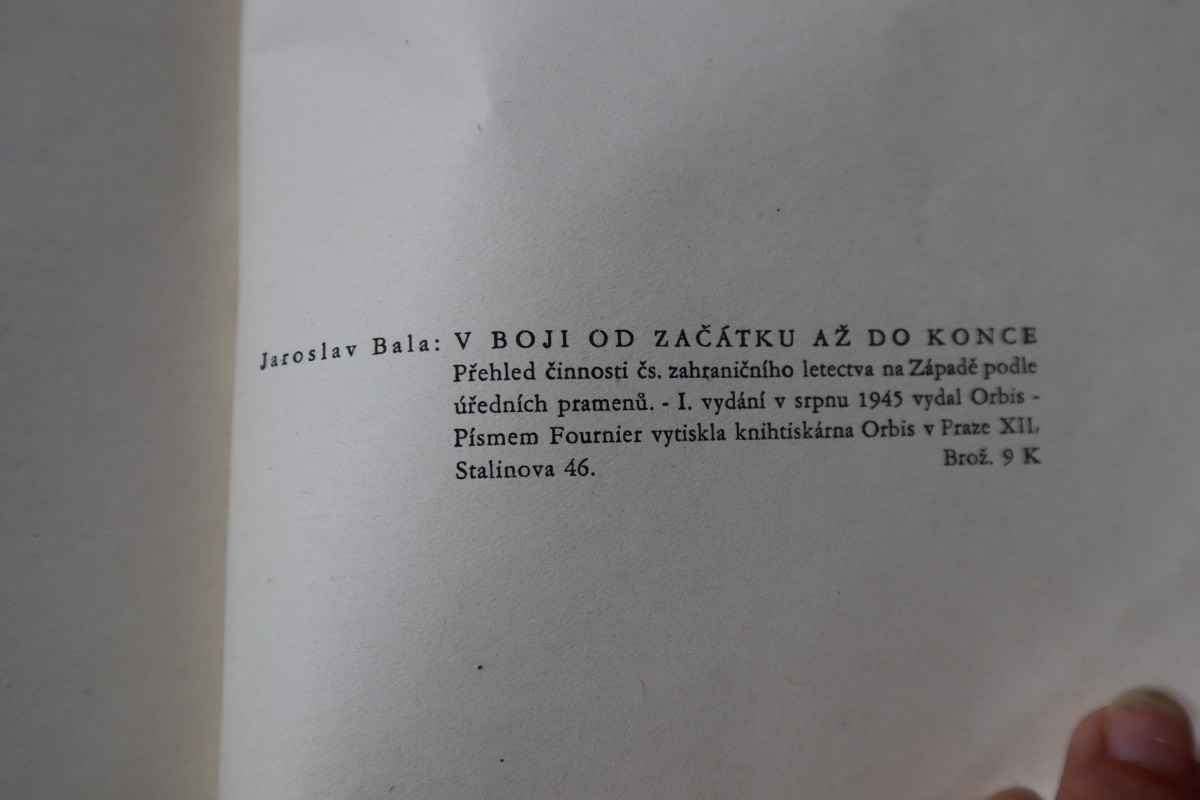 Jaroslav Bala: V BOJI OD ZAČÁTKU AŽ DO KONCE
Přehled činnosti čs. zahraničního letectva na Západě podle
úředních pramenů. - I. vydání v srpnu 1945 vydal Orbis -
Písmem Fournier vytiskla knihtiskárna Orbis v Praze XII,
Stalinova 46. Brož. 9 K